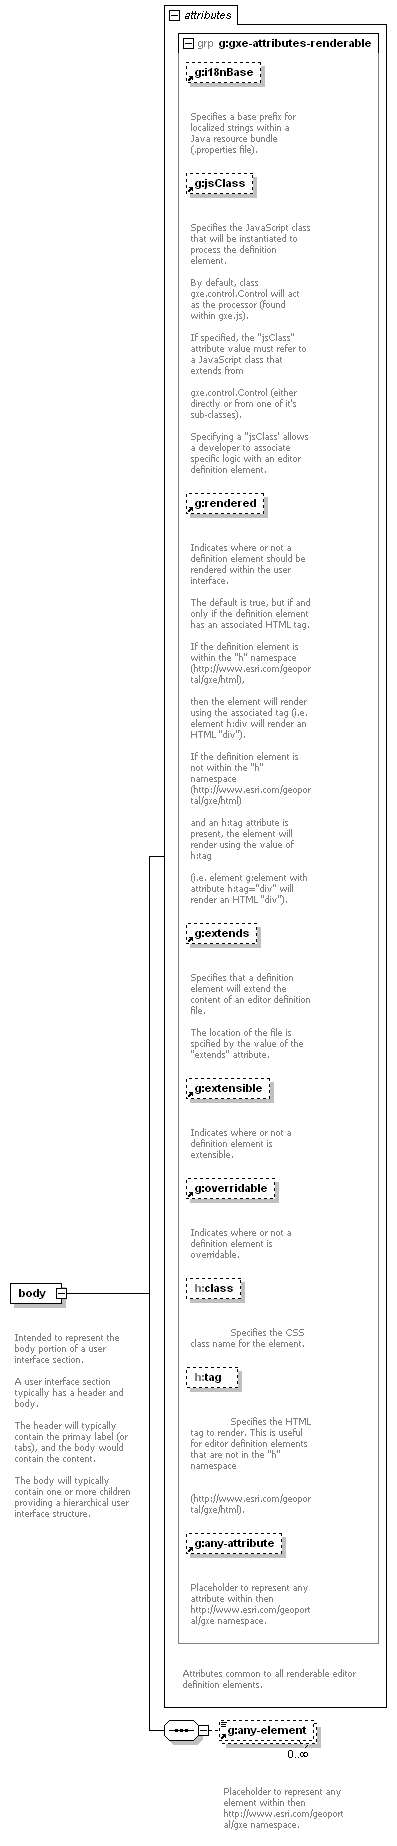 attributes
grp g:gxe-attributes-renderable
g:i18nBase
Specifies a base prefix for
localized strings within a
Java resource bundle
(.properties file).
g:jsClass
Specifies the JavaScript class
that will be instantiated to
process the definition
element.
By default, class
gxe.control.Control will act
as the processor (found
within gxe.js).
If specified, the "jsClass"
attribute value must refer to
a JavaScript class that
extends from
gxe.control.Control (either
directly or from one of it's
sub-classes).
Specifying a "jsClass' allows
a developer to associate
specific logic with an editor
definition element.
g:rendered
Indicates where or not a
definition element should be
rendered within the user
interface.
The default is true, but if and
only if the definition element
has an associated HTML tag.
If the definition element is
within the "h" namespace
(http://www.esri.com/geopor
tal/gxe/html),
then the element will render
using the associated tag (i.e.
element h:div will render an
HTML "div").
If the definition element is
not within the "h"
namespace
(http://www.esri.com/geopor
tal/gxe/html)
and an h:tag attribute is
present, the element will
render using the value of
h:tag
(i.e. element g:element with
attribute h:tag="div" will
render an HTML "div").
g:extends
Specifies that a definition
element will extend the
content of an editor definition
file.
The location of the file is
spcified by the value of the
"extends" attribute.
g:extensible
Indicates where or not a
definition element is
extensible.
g:overridable
Indicates where or not a
definition element is
overridable.
h:class
Specifies the CSS
class name for the element.
h:tag
Specifies the HTML
tag to render. This is useful
for editor definition elements
that are not in the "h"
namespace
(http://www.esri.com/geopor
tal/gxe/html).
g:any-attribute
Placeholder to represent any
attribute within then
http://www.esri.com/geoport
al/gxe namespace.
Attributes common to all renderable editor
definition elements.
body
Intended to represent the
body portion of a user
interface section.
A user interface section
typically has a header and
body.
The header will typically
contain the primay label (or
tabs), and the body would
contain the content.
The body will typically
contain one or more children
providing a hierarchical user
interface structure.
g:any-element
0..∞
Placeholder to represent any
element within then
http://www.esri.com/geoport
al/gxe namespace.